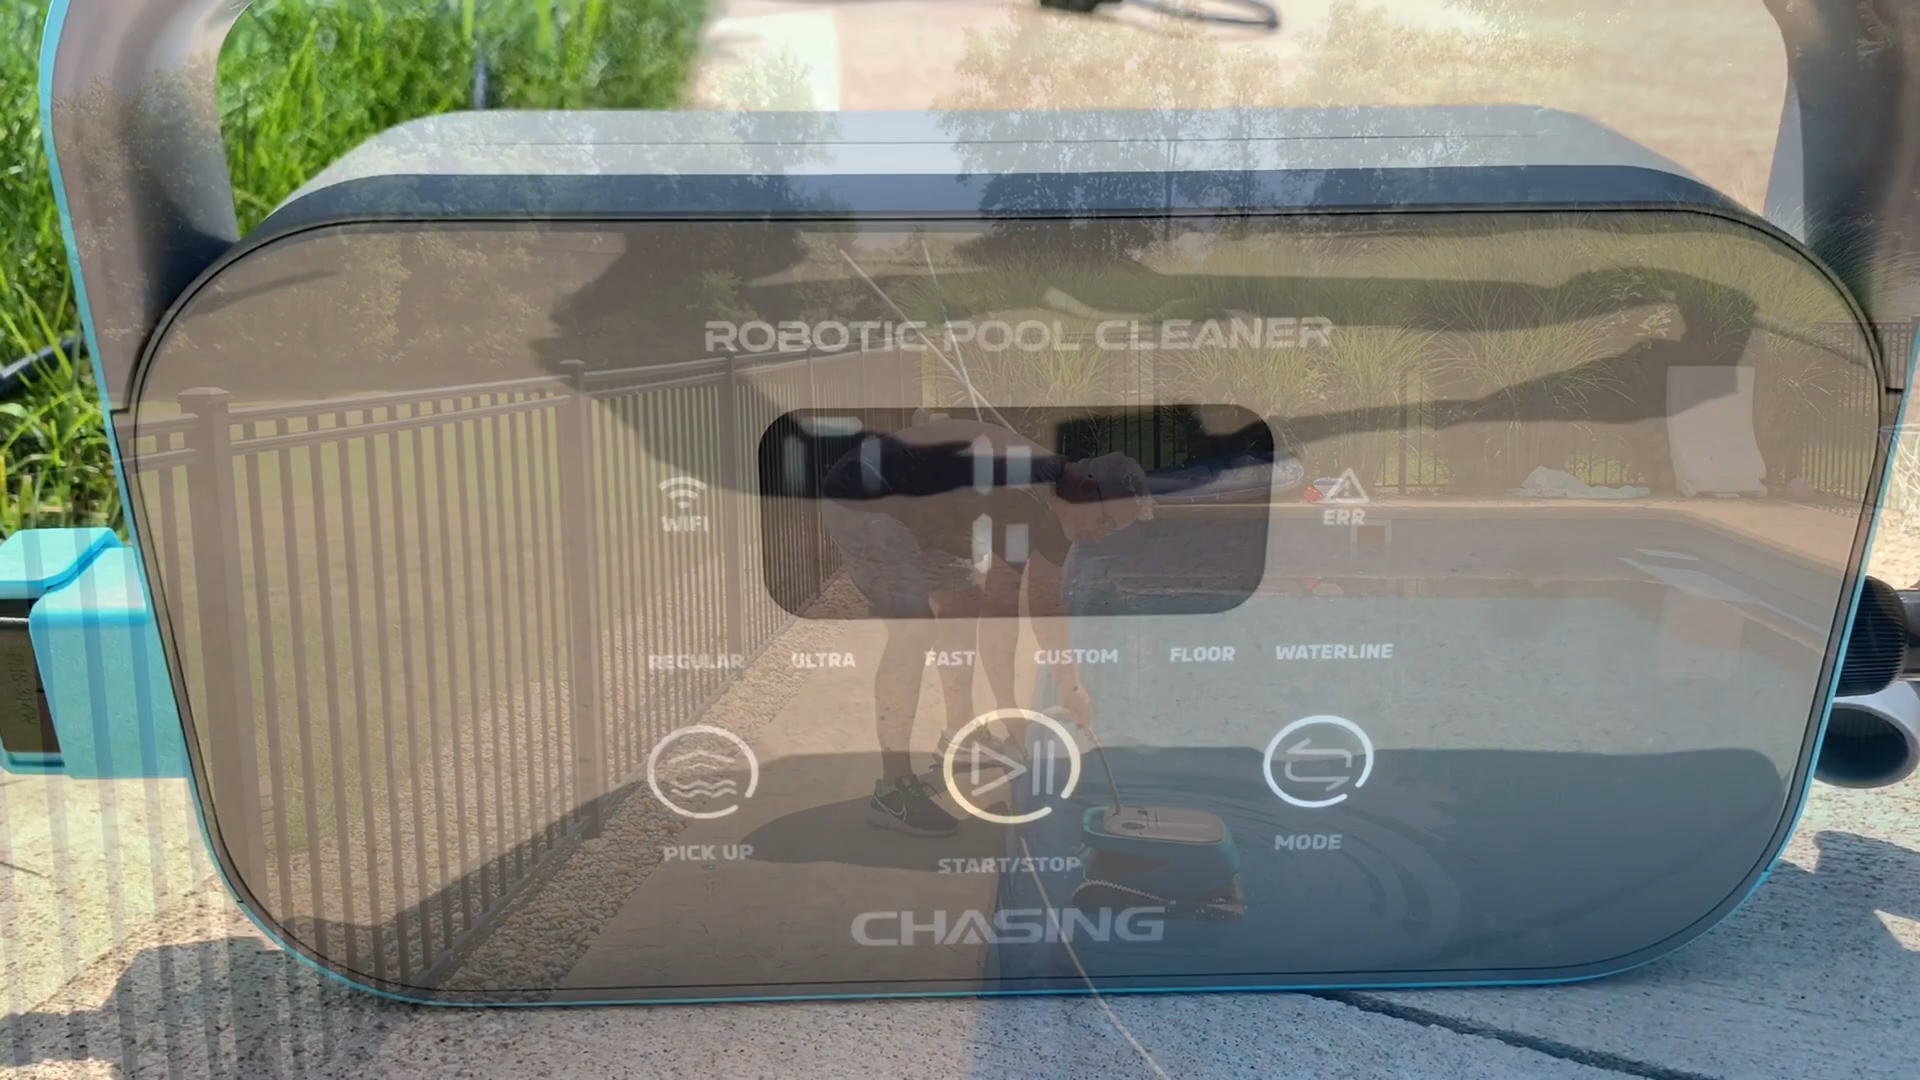 ROBOTIC POOL CLEANER
WIFI
ERR
REGULAR ULTRA FAST CUSTOM FLOOR WATERLINE
PICK UP START/STOP MODE
CHASING